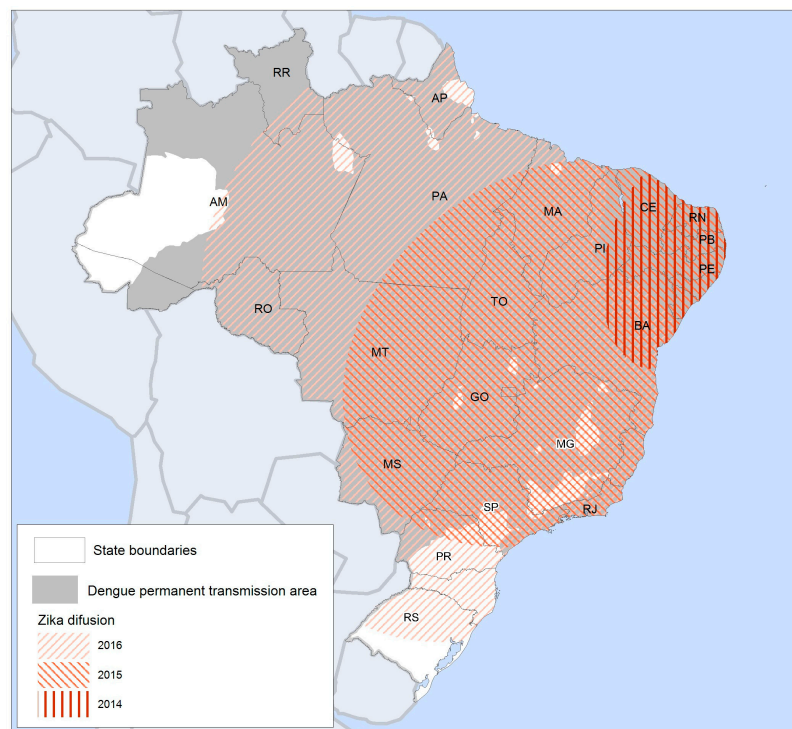 RR
AP
AM
PA
MA
CE
RN
PB
PI
PE
RO
TO
BA
MT
GO
MG
MS
SP
RJ
PR
RS
State boundaries
Dengue permanent transmission area
Zika difusion
2016
2015
2014